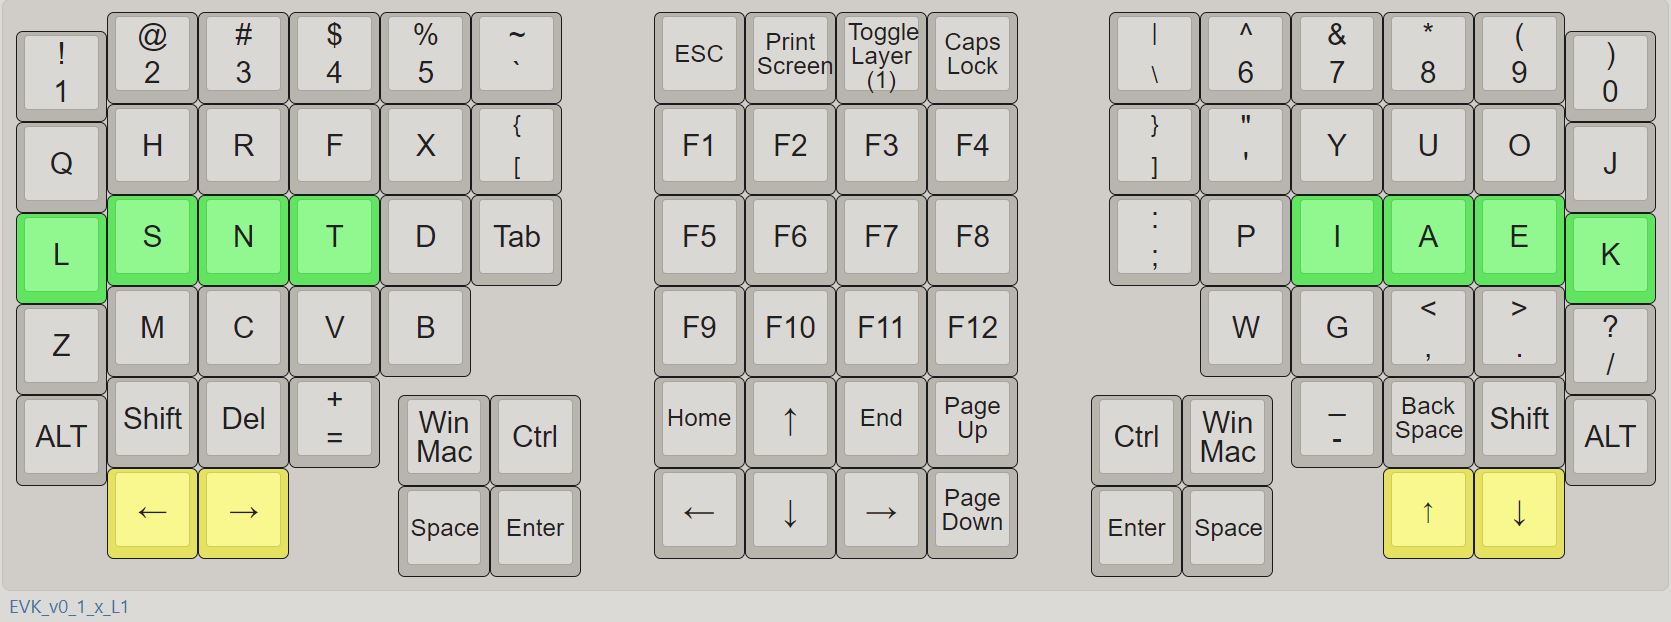 ! @ # $ % ~ ESC Print Toggle Caps | ^ & * ( )
1 2 3 4 5 ` Screen Layer Lock \ 6 7 8 9 0
(1)
Q H R F X { F1 F2 F3 F4 } " Y U O J
[ ] '
L S N T D Tab F5 F6 F7 F8 : P I A E K
;
Z M C V B F9 F10 F11 F12 W G < > ?
, . /
ALT Shift Del + Win Ctrl Home ↑ End Page Ctrl Win _ Back Shift ALT
= Mac Up Mac - Space
← → Space Enter ← ↓ → Page Enter Space ↑ ↓
Down
EVK_v0_1_x_L1